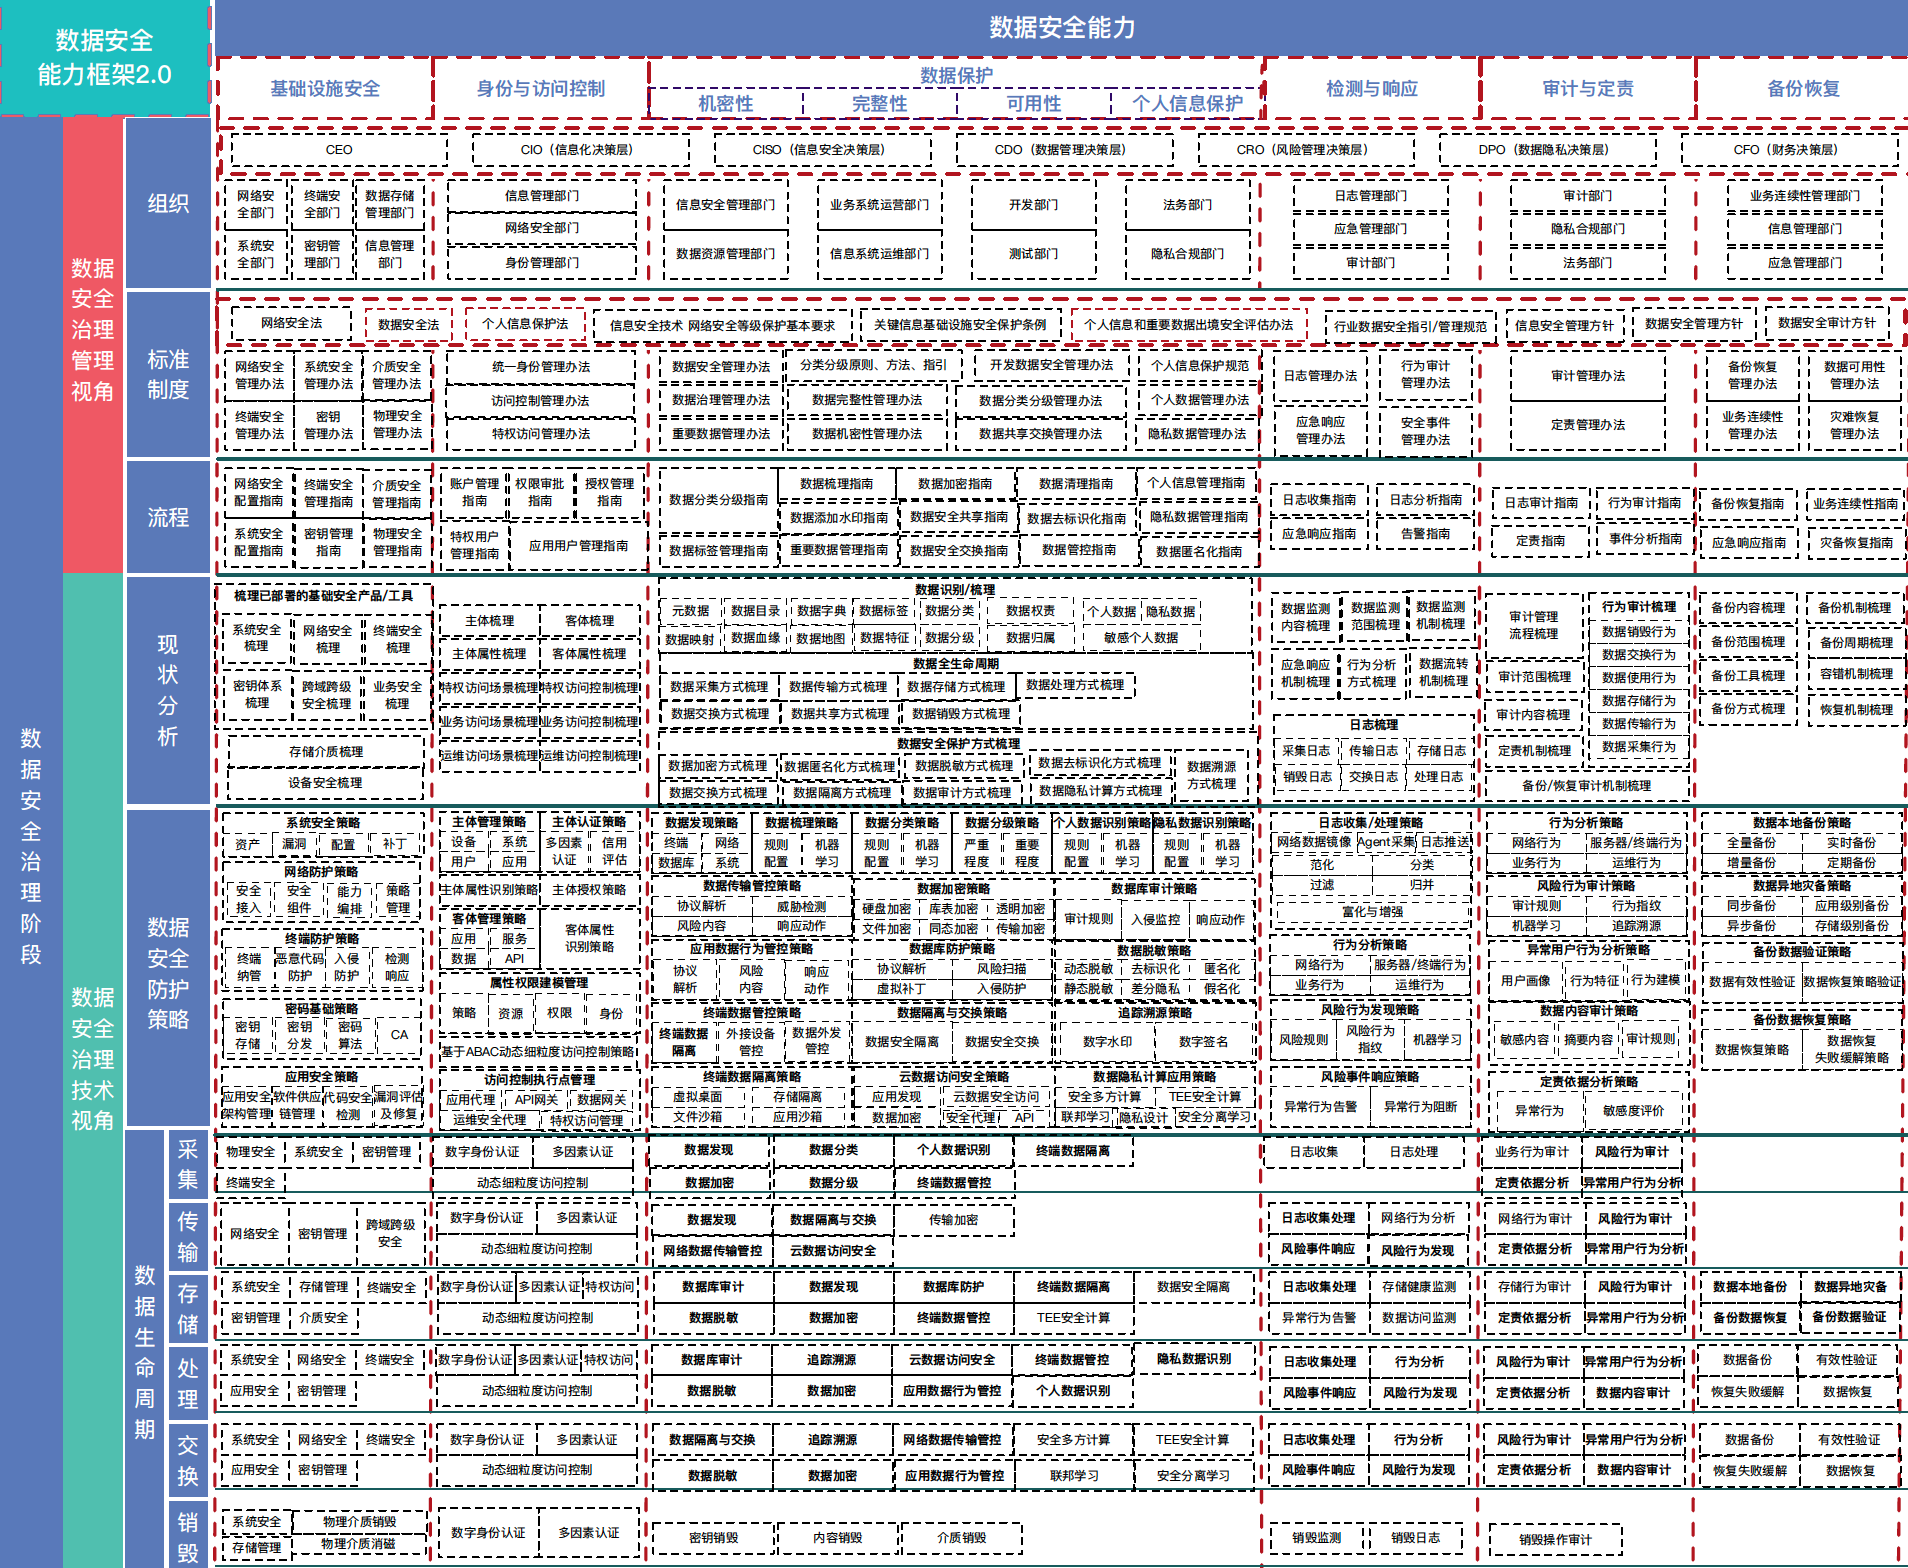 数据安全
能力框架2.0
数据安全能力
基础设施安全
身份与访问控制
数据保护
机密性
完整性
可用性
个人信息保护
检测与响应
审计与定责
备份恢复
数据安全治理阶段
数据
安全
治理
管理
视角
组织
CEO
CIO（信息化决策层）
CISO（信息安全决策层）
CDO（数据管理决策层）
CRO（风险管理决策层）
DPO（数据隐私决策层）
CFO（财务决策层）
网络安
全部门
终端安
全部门
数据存储
管理部门
系统安
全部门
密钥管
理部门
信息管理
部门
信息管理部门
网络安全部门
身份管理部门
信息安全管理部门
业务系统运营部门
开发部门
法务部门
数据资源管理部门
信息系统运维部门
测试部门
隐私合规部门
日志管理部门
应急管理部门
审计部门
审计部门
隐私合规部门
法务部门
业务连续性管理部门
信息管理部门
应急管理部门
标准
制度
网络安全法
数据安全法
个人信息保护法
信息安全技术 网络安全等级保护基本要求
关键信息基础设施安全保护条例
个人信息和重要数据出境安全评估办法
行业数据安全指引/管理规范
信息安全管理方针
数据安全管理方针
数据安全审计方针
网络安全
管理办法
系统安全
管理办法
介质安全
管理办法
终端安全
管理办法
密钥
管理办法
物理安全
管理办法
统一身份管理办法
访问控制管理办法
特权访问管理办法
数据安全管理办法
分类分级原则、方法、指引
开发数据安全管理办法
个人信息保护规范
数据治理管理办法
数据完整性管理办法
数据分类分级管理办法
个人数据管理办法
重要数据管理办法
数据机密性管理办法
数据共享交换管理办法
隐私数据管理办法
日志管理办法
行为审计
管理办法
应急响应
管理办法
安全事件
管理办法
审计管理办法
定责管理办法
备份恢复
管理办法
数据可用性
管理办法
业务连续性
管理办法
灾难恢复
管理办法
流程
网络安全
配置指南
终端安全
管理指南
介质安全
管理指南
系统安全
配置指南
密钥管理
指南
物理安全
管理指南
账户管理
指南
权限审批
指南
授权管理
指南
特权用户
管理指南
应用用户管理指南
数据分类分级指南
数据梳理指南
数据加密指南
数据清理指南
个人信息管理指南
数据添加水印指南
数据安全共享指南
数据去标识化指南
隐私数据管理指南
数据标签管理指南
重要数据管理指南
数据安全交换指南
数据管控指南
数据匿名化指南
日志收集指南
日志分析指南
应急响应指南
告警指南
日志审计指南
行为审计指南
定责指南
事件分析指南
备份恢复指南
业务连续性指南
应急响应指南
灾备恢复指南
数据
安全
治理
技术
视角
现状分析
梳理已部署的基础安全产品/工具
系统安全
梳理
网络安全
梳理
终端安全
梳理
密钥体系
梳理
跨域跨级
安全梳理
业务安全
梳理
存储介质梳理
设备安全梳理
主体梳理
客体梳理
主体属性梳理
客体属性梳理
特权访问场景梳理
特权访问控制梳理
业务访问场景梳理
业务访问控制梳理
运维访问场景梳理
运维访问控制梳理
数据识别/梳理
元数据
数据目录
数据字典
数据标签
数据分类
数据权责
个人数据
隐私数据
数据映射
数据血缘
数据地图
数据特征
数据分级
数据归属
敏感个人数据
数据全生命周期
数据采集方式梳理
数据传输方式梳理
数据存储方式梳理
数据处理方式梳理
数据交换方式梳理
数据共享方式梳理
数据销毁方式梳理
数据安全保护方式梳理
数据加密方式梳理
数据匿名化方式梳理
数据脱敏方式梳理
数据去标识化方式梳理
数据溯源
方式梳理
数据交换方式梳理
数据隔离方式梳理
数据审计方式梳理
数据隐私计算方式梳理
数据监测
内容梳理
数据监测
范围梳理
数据监测
机制梳理
应急响应
机制梳理
行为分析
方式梳理
数据流转
机制梳理
日志梳理
采集日志
传输日志
存储日志
销毁日志
交换日志
处理日志
审计管理
流程梳理
审计范围梳理
审计内容梳理
定责机制梳理
行为审计梳理
数据销毁行为
数据交换行为
数据使用行为
数据存储行为
数据传输行为
数据采集行为
备份/恢复审计机制梳理
备份内容梳理
备份机制梳理
备份范围梳理
备份周期梳理
备份工具梳理
容错机制梳理
备份方式梳理
恢复机制梳理
数据
安全
防护
策略
系统安全策略
资产
漏洞
配置
补丁
网络防护策略
安全
接入
安全
组件
能力
编排
策略
管理
终端防护策略
终端
纳管
恶意代码
防护
入侵
防护
检测
响应
密码基础策略
密钥
存储
密钥
分发
密码
算法
CA
应用安全策略
应用安全
架构管理
软件供应
链管理
代码安全
检测
漏洞评估
及修复
主体管理策略
设备
系统
用户
应用
主体认证策略
多因素
认证
信用
评估
主体属性识别策略
主体授权策略
客体管理策略
应用
服务
数据
API
客体属性
识别策略
属性权限建模管理
策略
资源
权限
身份
基于ABAC动态细粒度访问控制策略
访问控制执行点管理
应用代理
API网关
数据网关
运维安全代理
特权访问管理
数据发现策略
终端
网络
数据库
系统
数据梳理策略
规则
配置
机器
学习
数据分类策略
规则
配置
机器
学习
数据分级策略
严重
程度
重要
程度
个人数据识别策略
规则
配置
机器
学习
隐私数据识别策略
规则
配置
机器
学习
数据传输管控策略
协议解析
威胁检测
风险内容
响应动作
数据加密策略
硬盘加密
库表加密
透明加密
文件加密
同态加密
传输加密
数据库审计策略
审计规则
入侵监控
响应动作
应用数据行为管控策略
协议
解析
风险
内容
响应
动作
数据库防护策略
协议解析
风险扫描
虚拟补丁
入侵防护
数据脱敏策略
动态脱敏
去标识化
匿名化
静态脱敏
差分隐私
假名化
终端数据管控策略
终端数据
隔离
外接设备
管控
数据外发
管控
数据隔离与交换策略
数据安全隔离
数据安全交换
追踪溯源策略
数字水印
数字签名
终端数据隔离策略
虚拟桌面
存储隔离
文件沙箱
应用沙箱
云数据访问安全策略
应用发现
云数据安全访问
数据加密
安全代理
API
数据隐私计算应用策略
安全多方计算
TEE安全计算
联邦学习
隐私设计
安全分离学习
日志收集/处理策略
网络数据镜像
Agent采集
日志推送
范化
分类
过滤
归并
富化与增强
行为分析策略
网络行为
服务器/终端行为
业务行为
运维行为
风险行为发现策略
风险规则
风险行为
指纹
机器学习
风险事件响应策略
异常行为告警
异常行为阻断
行为分析策略
网络行为
服务器/终端行为
业务行为
运维行为
风险行为审计策略
审计规则
行为指纹
机器学习
追踪溯源
异常用户行为分析策略
用户画像
行为特征
行为建模
数据内容审计策略
敏感内容
摘要内容
审计规则
定责依据分析策略
异常行为
敏感度评价
数据本地备份策略
全量备份
实时备份
增量备份
定期备份
数据异地灾备策略
同步备份
应用级别备份
异步备份
存储级别备份
备份数据验证策略
数据有效性验证
数据恢复策略验证
备份数据恢复策略
数据恢复策略
数据恢复
失败缓解策略
数据生命周期
采集
物理安全
系统安全
密钥管理
终端安全
数字身份认证
多因素认证
动态细粒度访问控制
数据发现
数据分类
个人数据识别
终端数据隔离
数据加密
数据分级
终端数据管控
日志收集
日志处理
业务行为审计
风险行为审计
定责依据分析
异常用户行为分析
传输
网络安全
密钥管理
跨域跨级
安全
数字身份认证
多因素认证
动态细粒度访问控制
数据发现
数据隔离与交换
传输加密
网络数据传输管控
云数据访问安全
日志收集处理
网络行为分析
风险事件响应
风险行为发现
网络行为审计
风险行为审计
定责依据分析
异常用户行为分析
存储
系统安全
存储管理
终端安全
密钥管理
介质安全
数字身份认证
多因素认证
特权访问
动态细粒度访问控制
数据库审计
数据发现
数据库防护
终端数据隔离
数据安全隔离
数据脱敏
数据加密
终端数据管控
TEE安全计算
日志收集处理
存储健康监测
异常行为告警
数据访问监测
存储行为审计
风险行为审计
定责依据分析
异常用户行为分析
数据本地备份
数据异地灾备
备份数据恢复
备份数据验证
处理
系统安全
网络安全
终端安全
应用安全
密钥管理
数字身份认证
多因素认证
特权访问
动态细粒度访问控制
数据库审计
追踪溯源
云数据访问安全
终端数据管控
隐私数据识别
数据脱敏
数据加密
应用数据行为管控
个人数据识别
日志收集处理
行为分析
风险事件响应
风险行为发现
风险行为审计
异常用户行为分析
定责依据分析
数据内容审计
数据备份
有效性验证
恢复失败缓解
数据恢复
交换
系统安全
网络安全
终端安全
应用安全
密钥管理
数字身份认证
多因素认证
动态细粒度访问控制
数据隔离与交换
追踪溯源
网络数据传输管控
安全多方计算
TEE安全计算
数据脱敏
数据加密
应用数据行为管控
联邦学习
安全分离学习
日志收集处理
行为分析
风险事件响应
风险行为发现
风险行为审计
异常用户行为分析
定责依据分析
数据内容审计
数据备份
有效性验证
恢复失败缓解
数据恢复
销毁
系统安全
物理介质销毁
存储管理
物理介质消磁
数字身份认证
多因素认证
密钥销毁
内容销毁
介质销毁
销毁监测
销毁日志
销毁操作审计